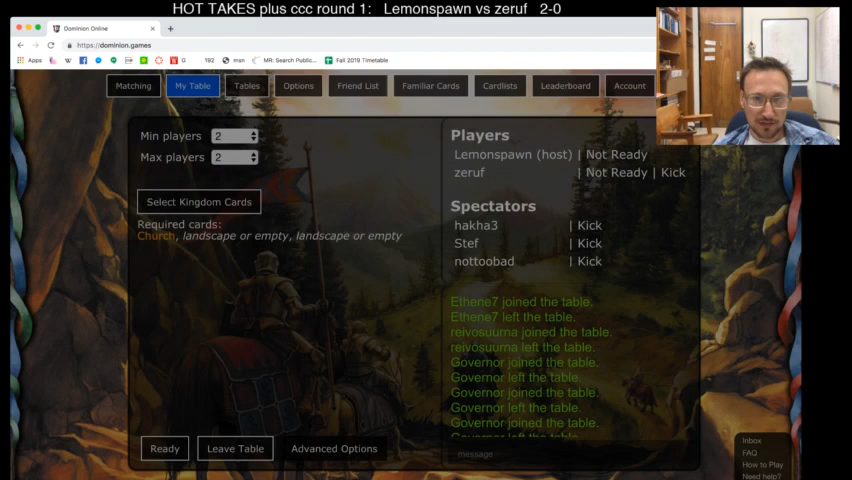 HOT TAKES plus ccc round 1: Lemonspawn vs zeruf 2-0
Dominion Online
https://dominion.games
Apps G 192 msn MR: Search Public... Fall 2019 Timetable
Matching My Table Tables Options Friend List Familiar Cards Cardlists Leaderboard Account
Min players 2
Max players 2
Select Kingdom Cards
Required cards:
Church, landscape or empty, landscape or empty
Players
Lemonspawn (host) | Not Ready
zeruf | Not Ready | Kick
Spectators
hakha3 | Kick
Stef | Kick
nottoobad | Kick
Ethene7 joined the table.
Ethene7 left the table.
reivosuurna joined the table.
reivosuurna left the table.
Governor joined the table.
Governor left the table.
Governor joined the table.
Governor left the table.
Governor joined the table.
Governor left the table.
message
Ready Leave Table Advanced Options
Inbox
FAQ
How to Play
Need help?